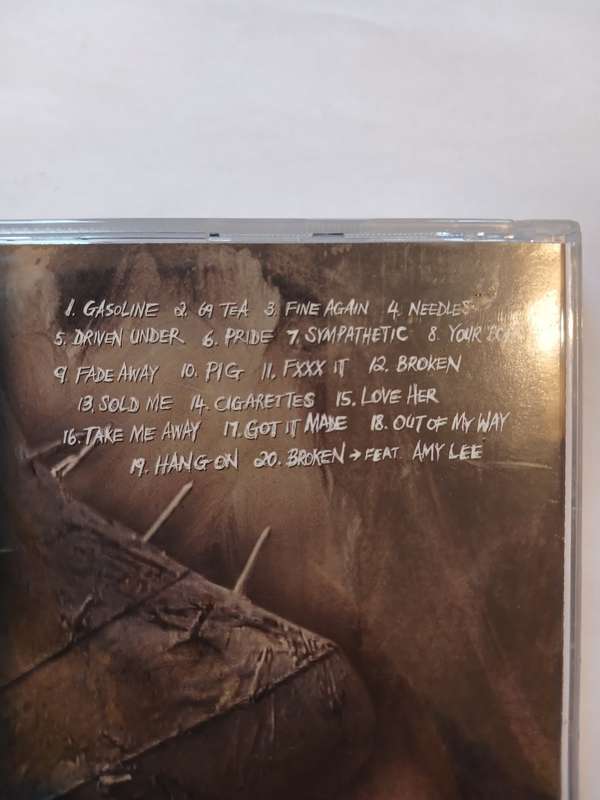 1. GASOLINE 2. 69 TEA 3. FINE AGAIN 4. NEEDLES
5. DRIVEN UNDER 6. PRIDE 7. SYMPATHETIC 8. YOUR
9. FADE AWAY 10. PIG 11. FXXX IT 12. BROKEN
13. SOLD ME 14. CIGARETTES 15. LOVE HER
16. TAKE ME AWAY 17. GOT IT MADE 18. OUT OF MY WAY
19. HANG ON 20. BROKEN → FEAT. AMY LEE